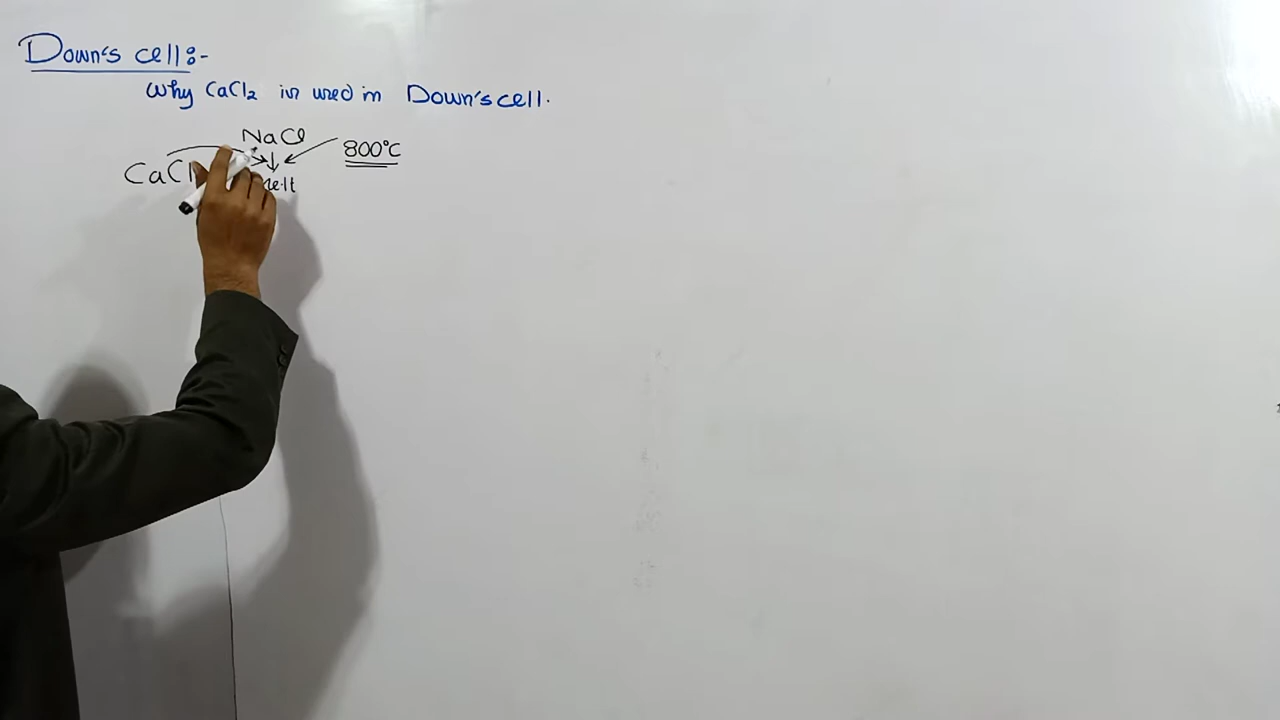 Down's cell:-
Why CaCl2 is used in Down's cell.
NaCl
800°C
CaCl
melt